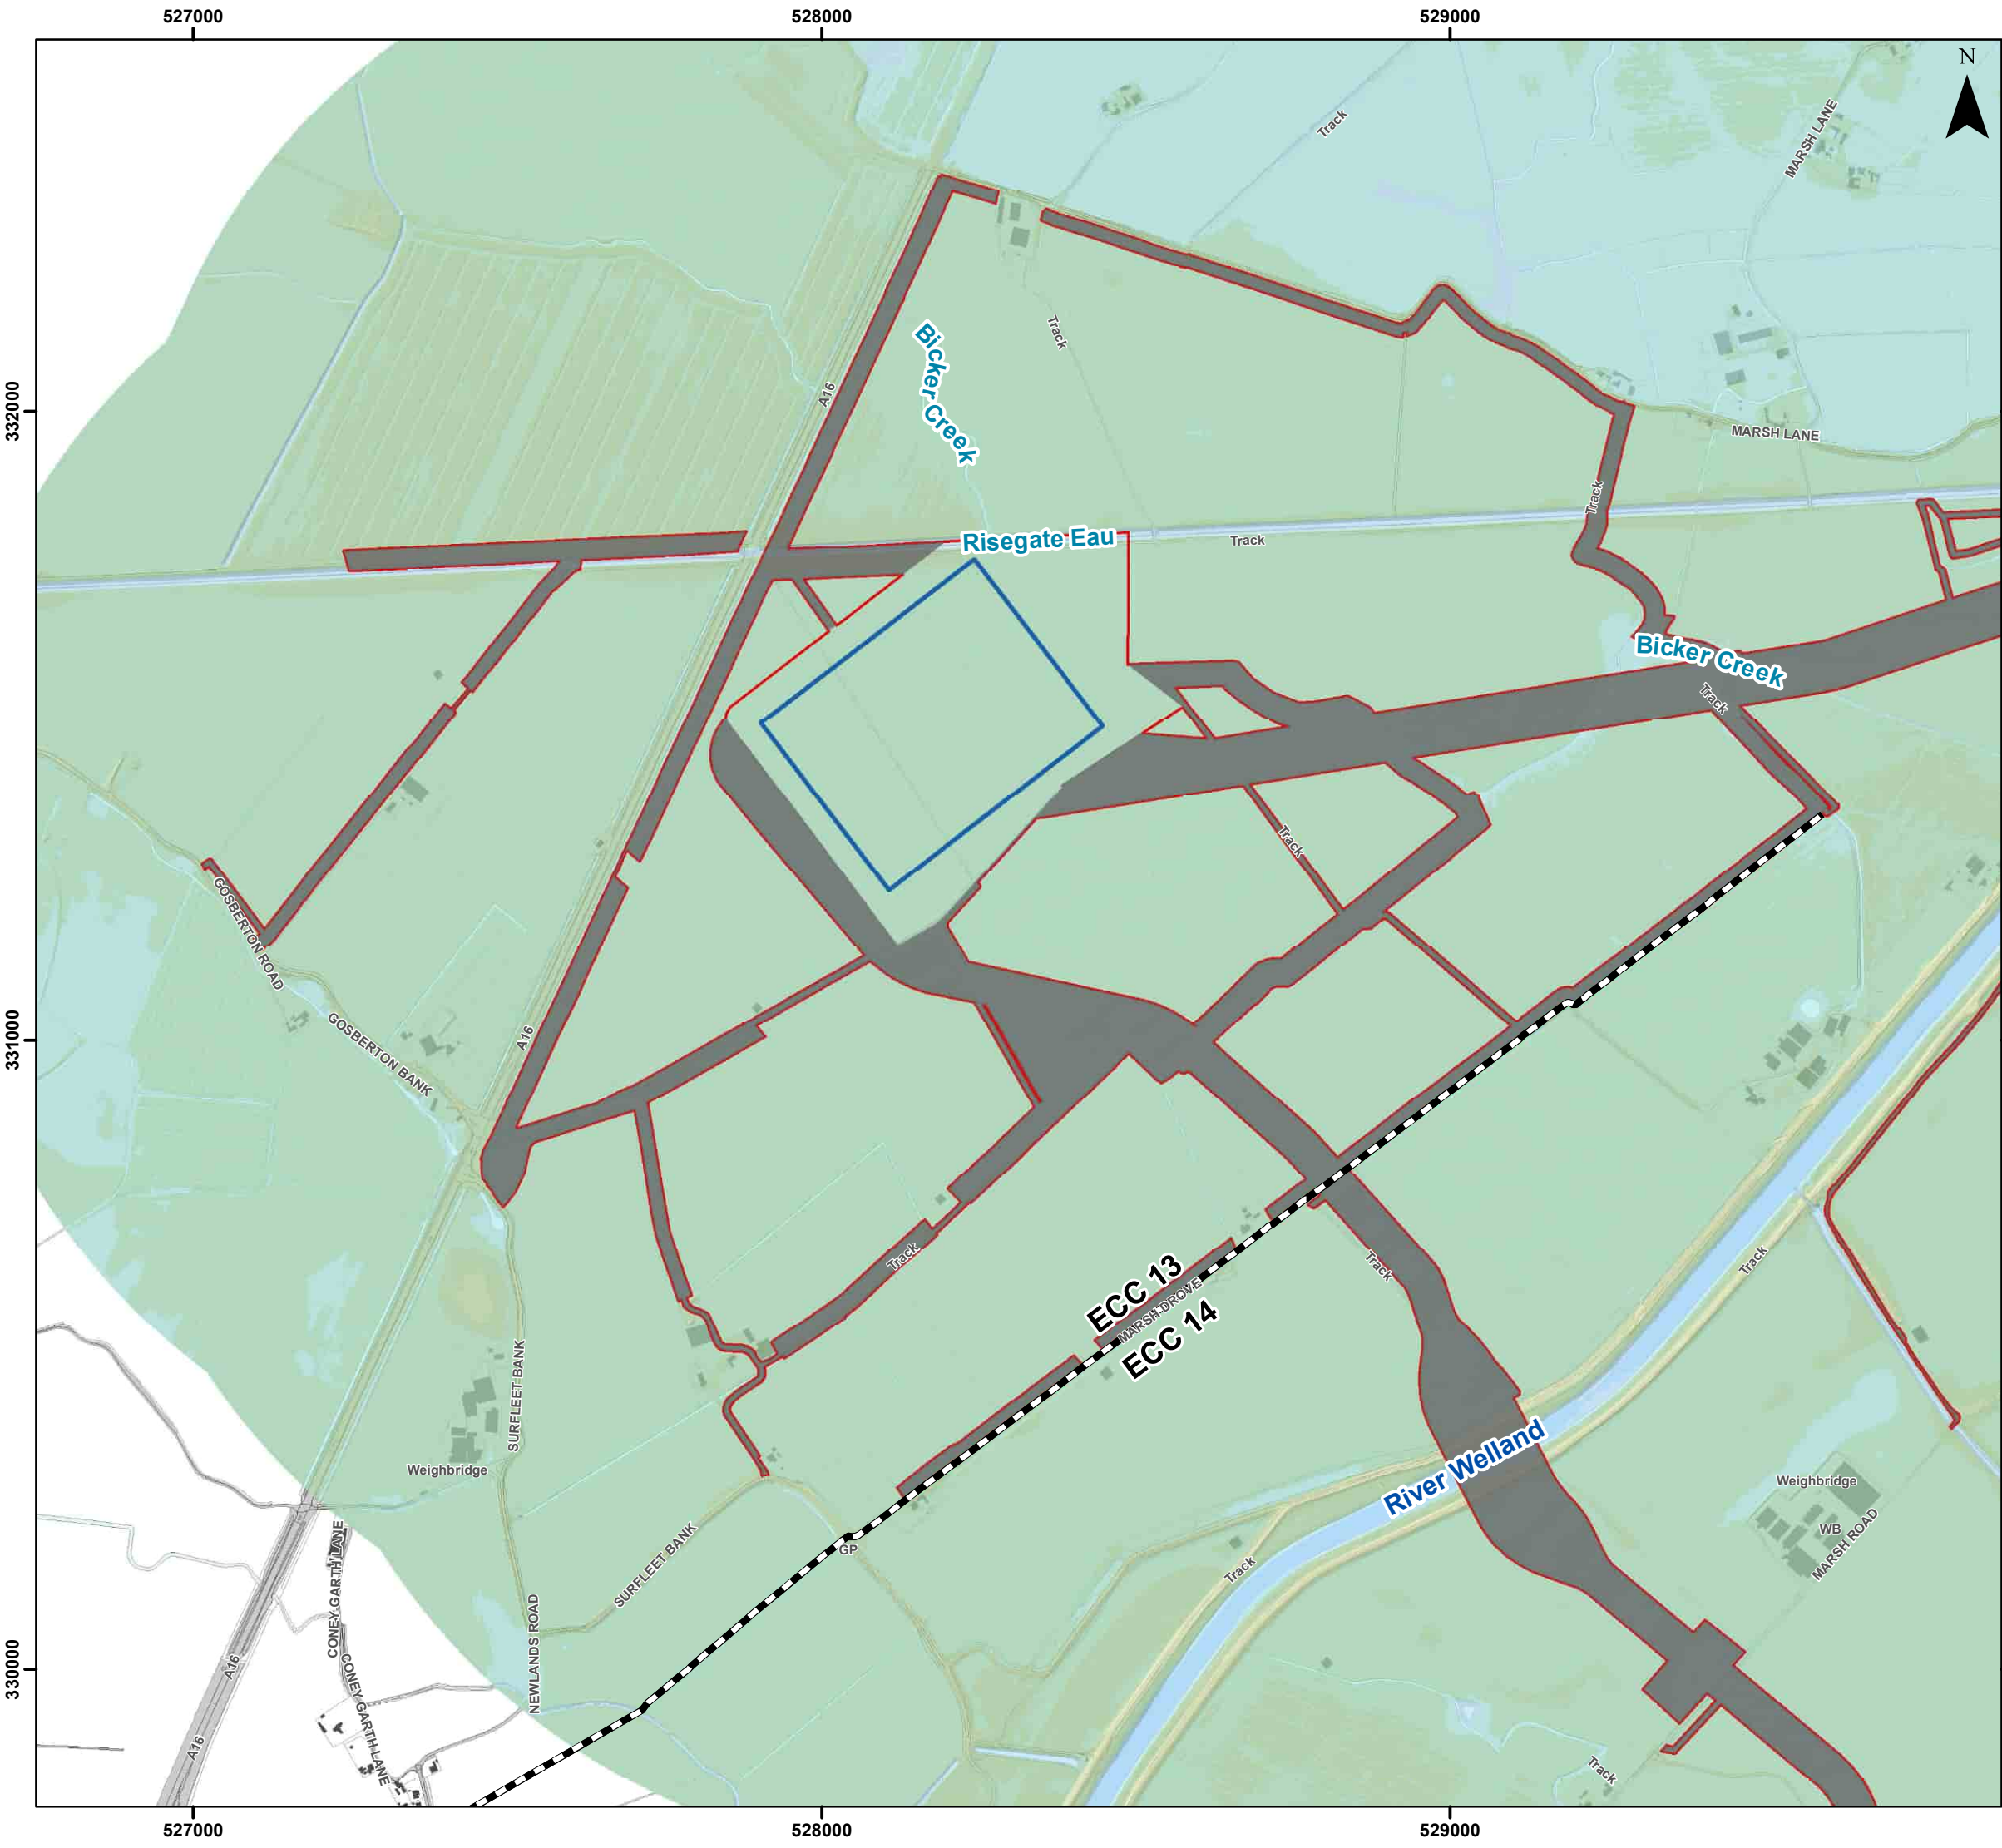 527000
528000
529000
N
MARSH LANE
Track
Track
Bicker Creek
A16
332000
MARSH LANE
Track
Risegate Eau
Track
Bicker Creek
Track
Track
GOSBERTON ROAD
331000
A16
GOSBERTON BANK
Track
Track
Track
ECC 13
MARSH DROVE
ECC 14
SURFLEET BANK
River Welland
Weighbridge
Weighbridge
WB
MARSH ROAD
GP
Track
SURFLEET BANK
CONEY GARTH LANE
NEWLANDS ROAD
330000
A16
CONEY GARTH LANE
A16
Track
527000
528000
529000